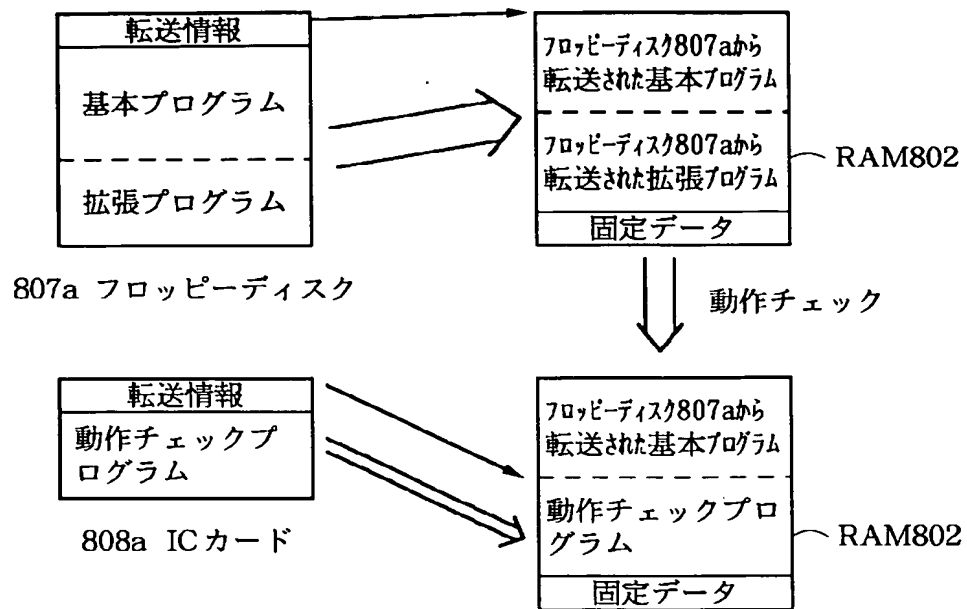 転送情報
基本プログラム
拡張プログラム
807a フロッピーディスク
フロッピーディスク807aから
転送された基本プログラム
フロッピーディスク807aから
転送された拡張プログラム
固定データ
RAM802
動作チェック
転送情報
動作チェックプ
ログラム
808a ICカード
フロッピーディスク807aから
転送された基本プログラム
動作チェックプロ
グラム
固定データ
RAM802